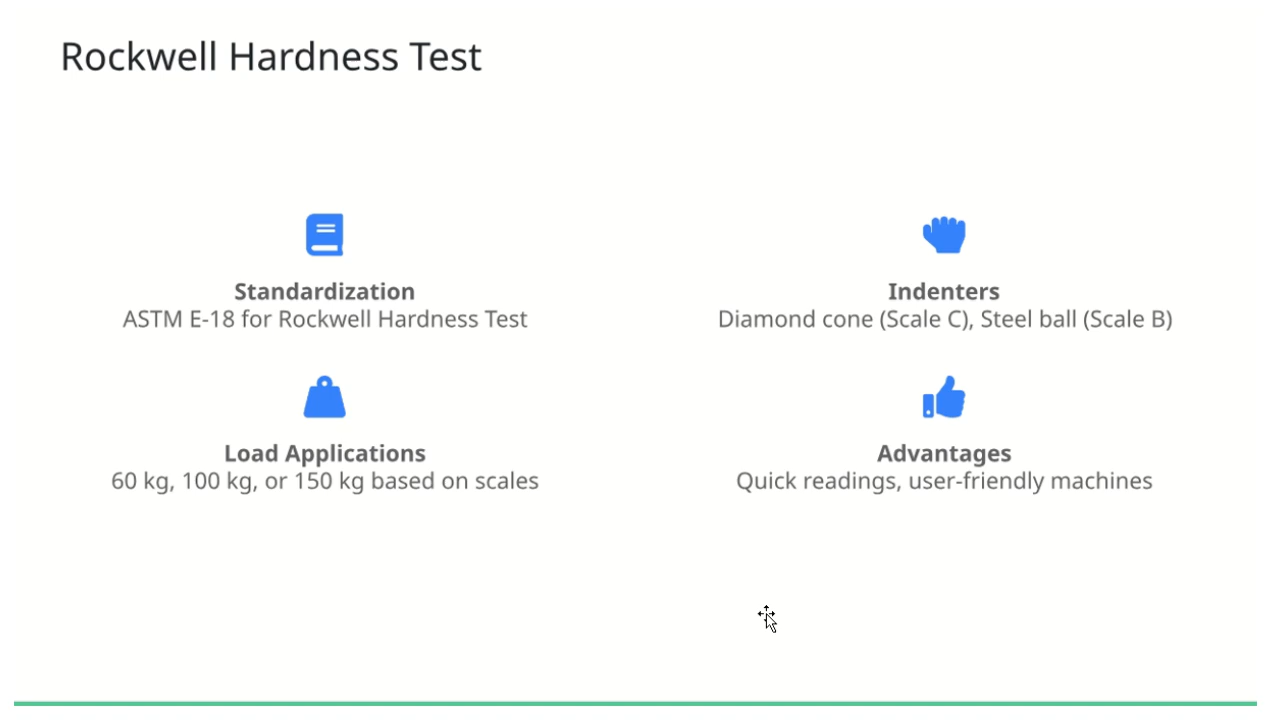 Rockwell Hardness Test
Standardization
ASTM E-18 for Rockwell Hardness Test
Indenters
Diamond cone (Scale C), Steel ball (Scale B)
Load Applications
60 kg, 100 kg, or 150 kg based on scales
Advantages
Quick readings, user-friendly machines